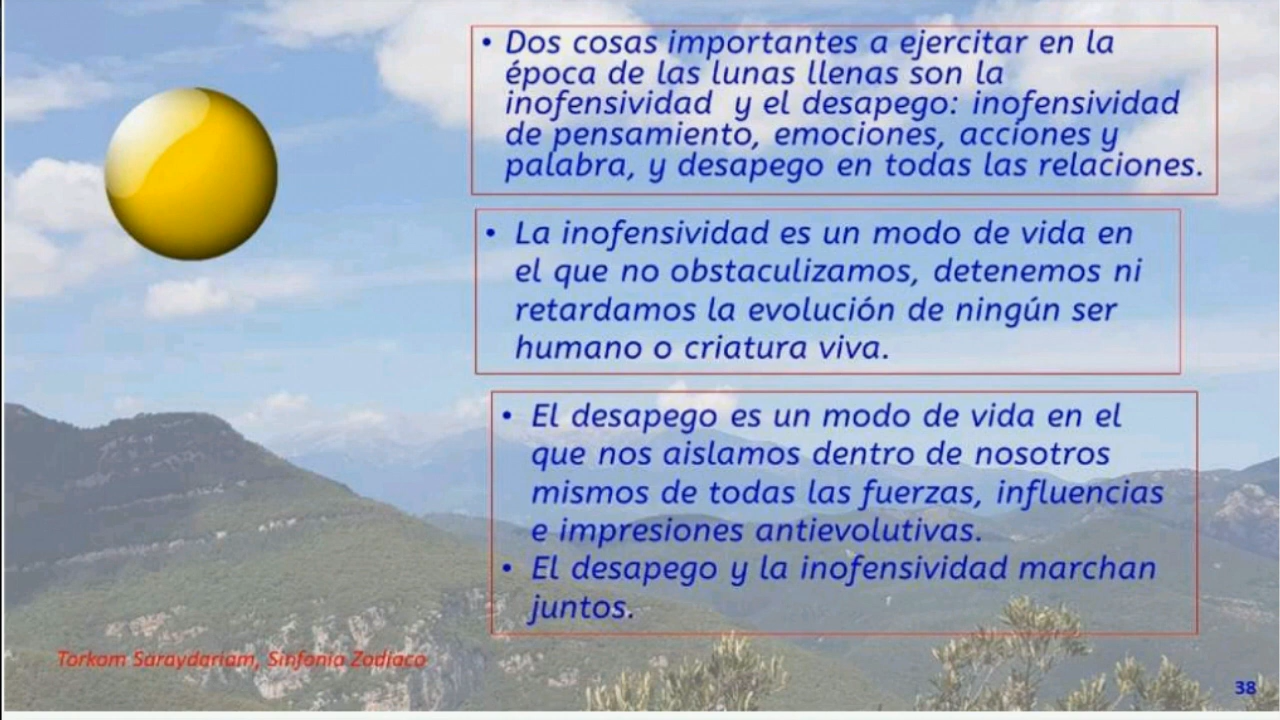 • Dos cosas importantes a ejercitar en la
época de las lunas llenas son la
inofensividad y el desapego: inofensividad
de pensamiento, emociones, acciones y
palabra, y desapego en todas las relaciones.
• La inofensividad es un modo de vida en
el que no obstaculizamos, detenemos ni
retardamos la evolución de ningún ser
humano o criatura viva.
• El desapego es un modo de vida en el
que nos aislamos dentro de nosotros
mismos de todas las fuerzas, influencias
e impresiones antievolutivas.
• El desapego y la inofensividad marchan
juntos.
Torkom Saraydariam, Sinfonia Zodiaco
38